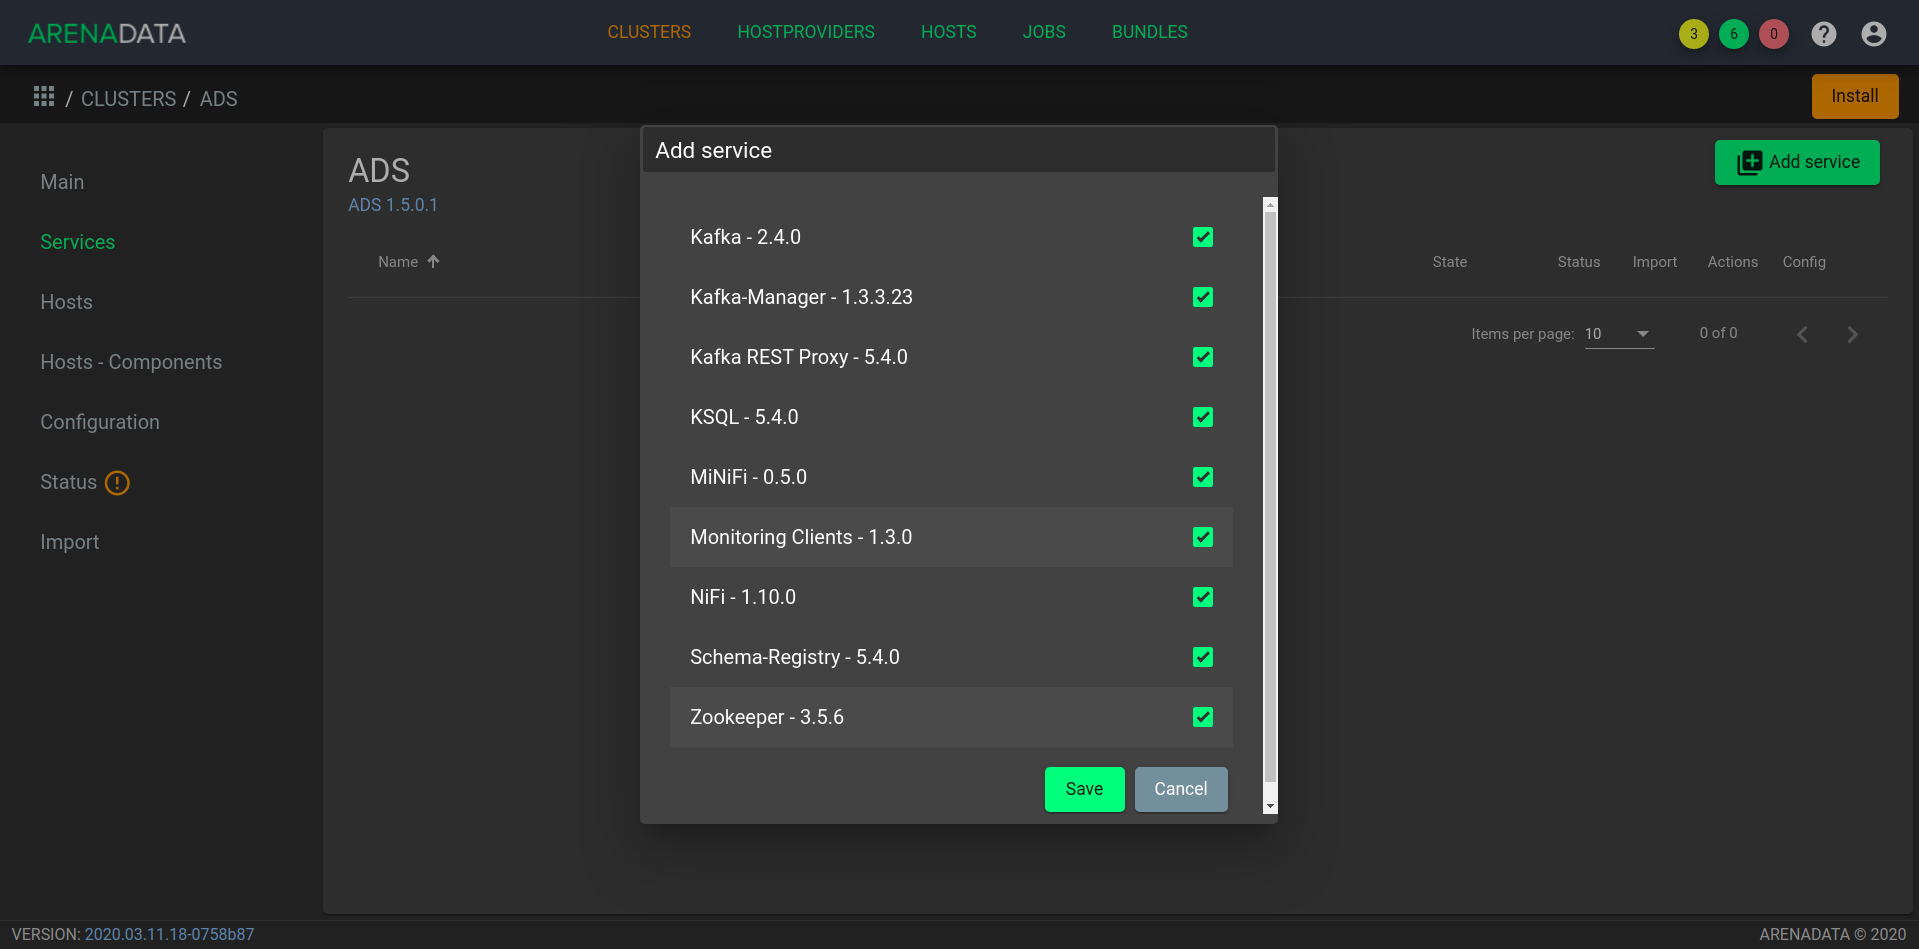 ARENADATA
CLUSTERS HOSTPROVIDERS HOSTS JOBS BUNDLES
3 6 0 ?
/ CLUSTERS / ADS
Install
Add service
ADS
ADS 1.5.0.1
Add service
Main
Services
Hosts
Hosts - Components
Configuration
Status !
Import
Name State Status Import Actions Config
Items per page: 10 0 of 0
Kafka - 2.4.0
Kafka-Manager - 1.3.3.23
Kafka REST Proxy - 5.4.0
KSQL - 5.4.0
MiNiFi - 0.5.0
Monitoring Clients - 1.3.0
NiFi - 1.10.0
Schema-Registry - 5.4.0
Zookeeper - 3.5.6
Save Cancel
VERSION: 2020.03.11.18-0758b87
ARENADATA © 2020